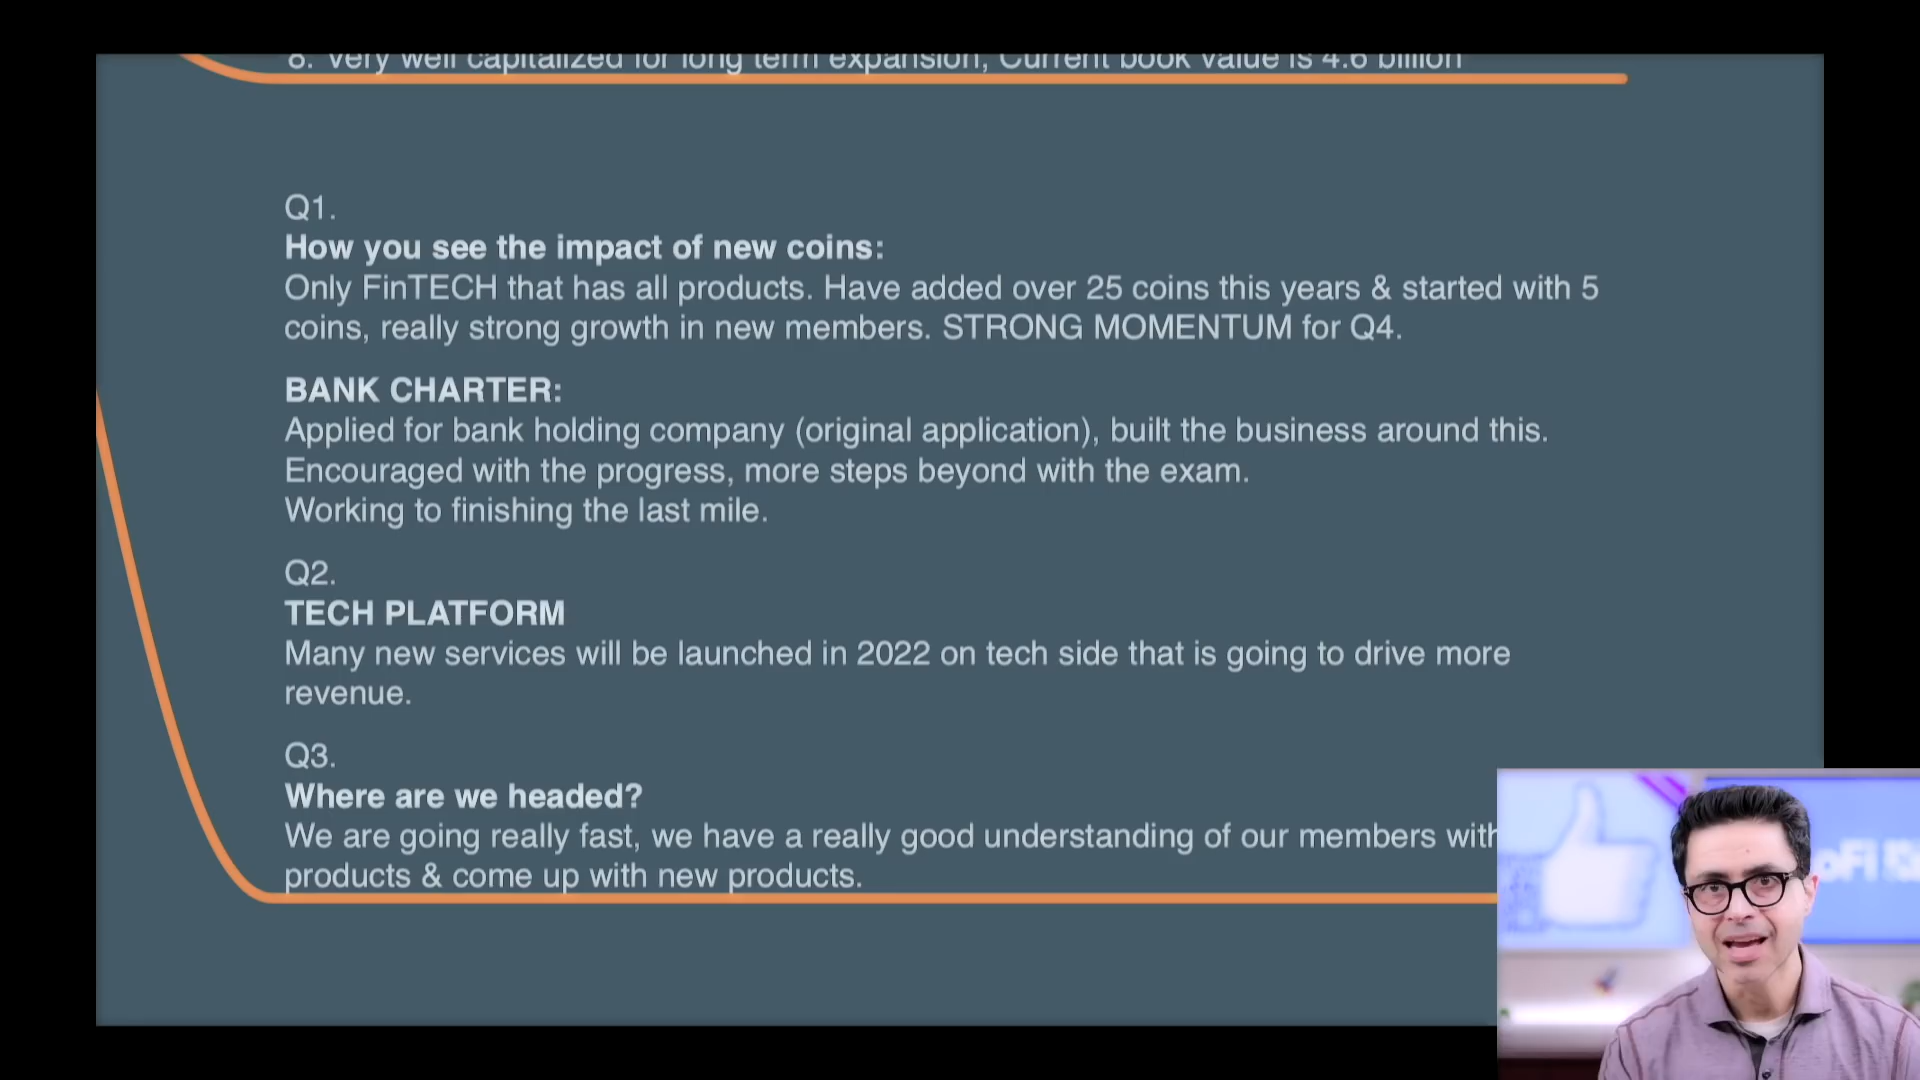 8. Very well capitalized for long term expansion, Current book value is 4.6 billion
Q1.
How you see the impact of new coins:
Only FinTECH that has all products. Have added over 25 coins this years & started with 5
coins, really strong growth in new members. STRONG MOMENTUM for Q4.
BANK CHARTER:
Applied for bank holding company (original application), built the business around this.
Encouraged with the progress, more steps beyond with the exam.
Working to finishing the last mile.
Q2.
TECH PLATFORM
Many new services will be launched in 2022 on tech side that is going to drive more
revenue.
Q3.
Where are we headed?
We are going really fast, we have a really good understanding of our members with
products & come up with new products.
oFi